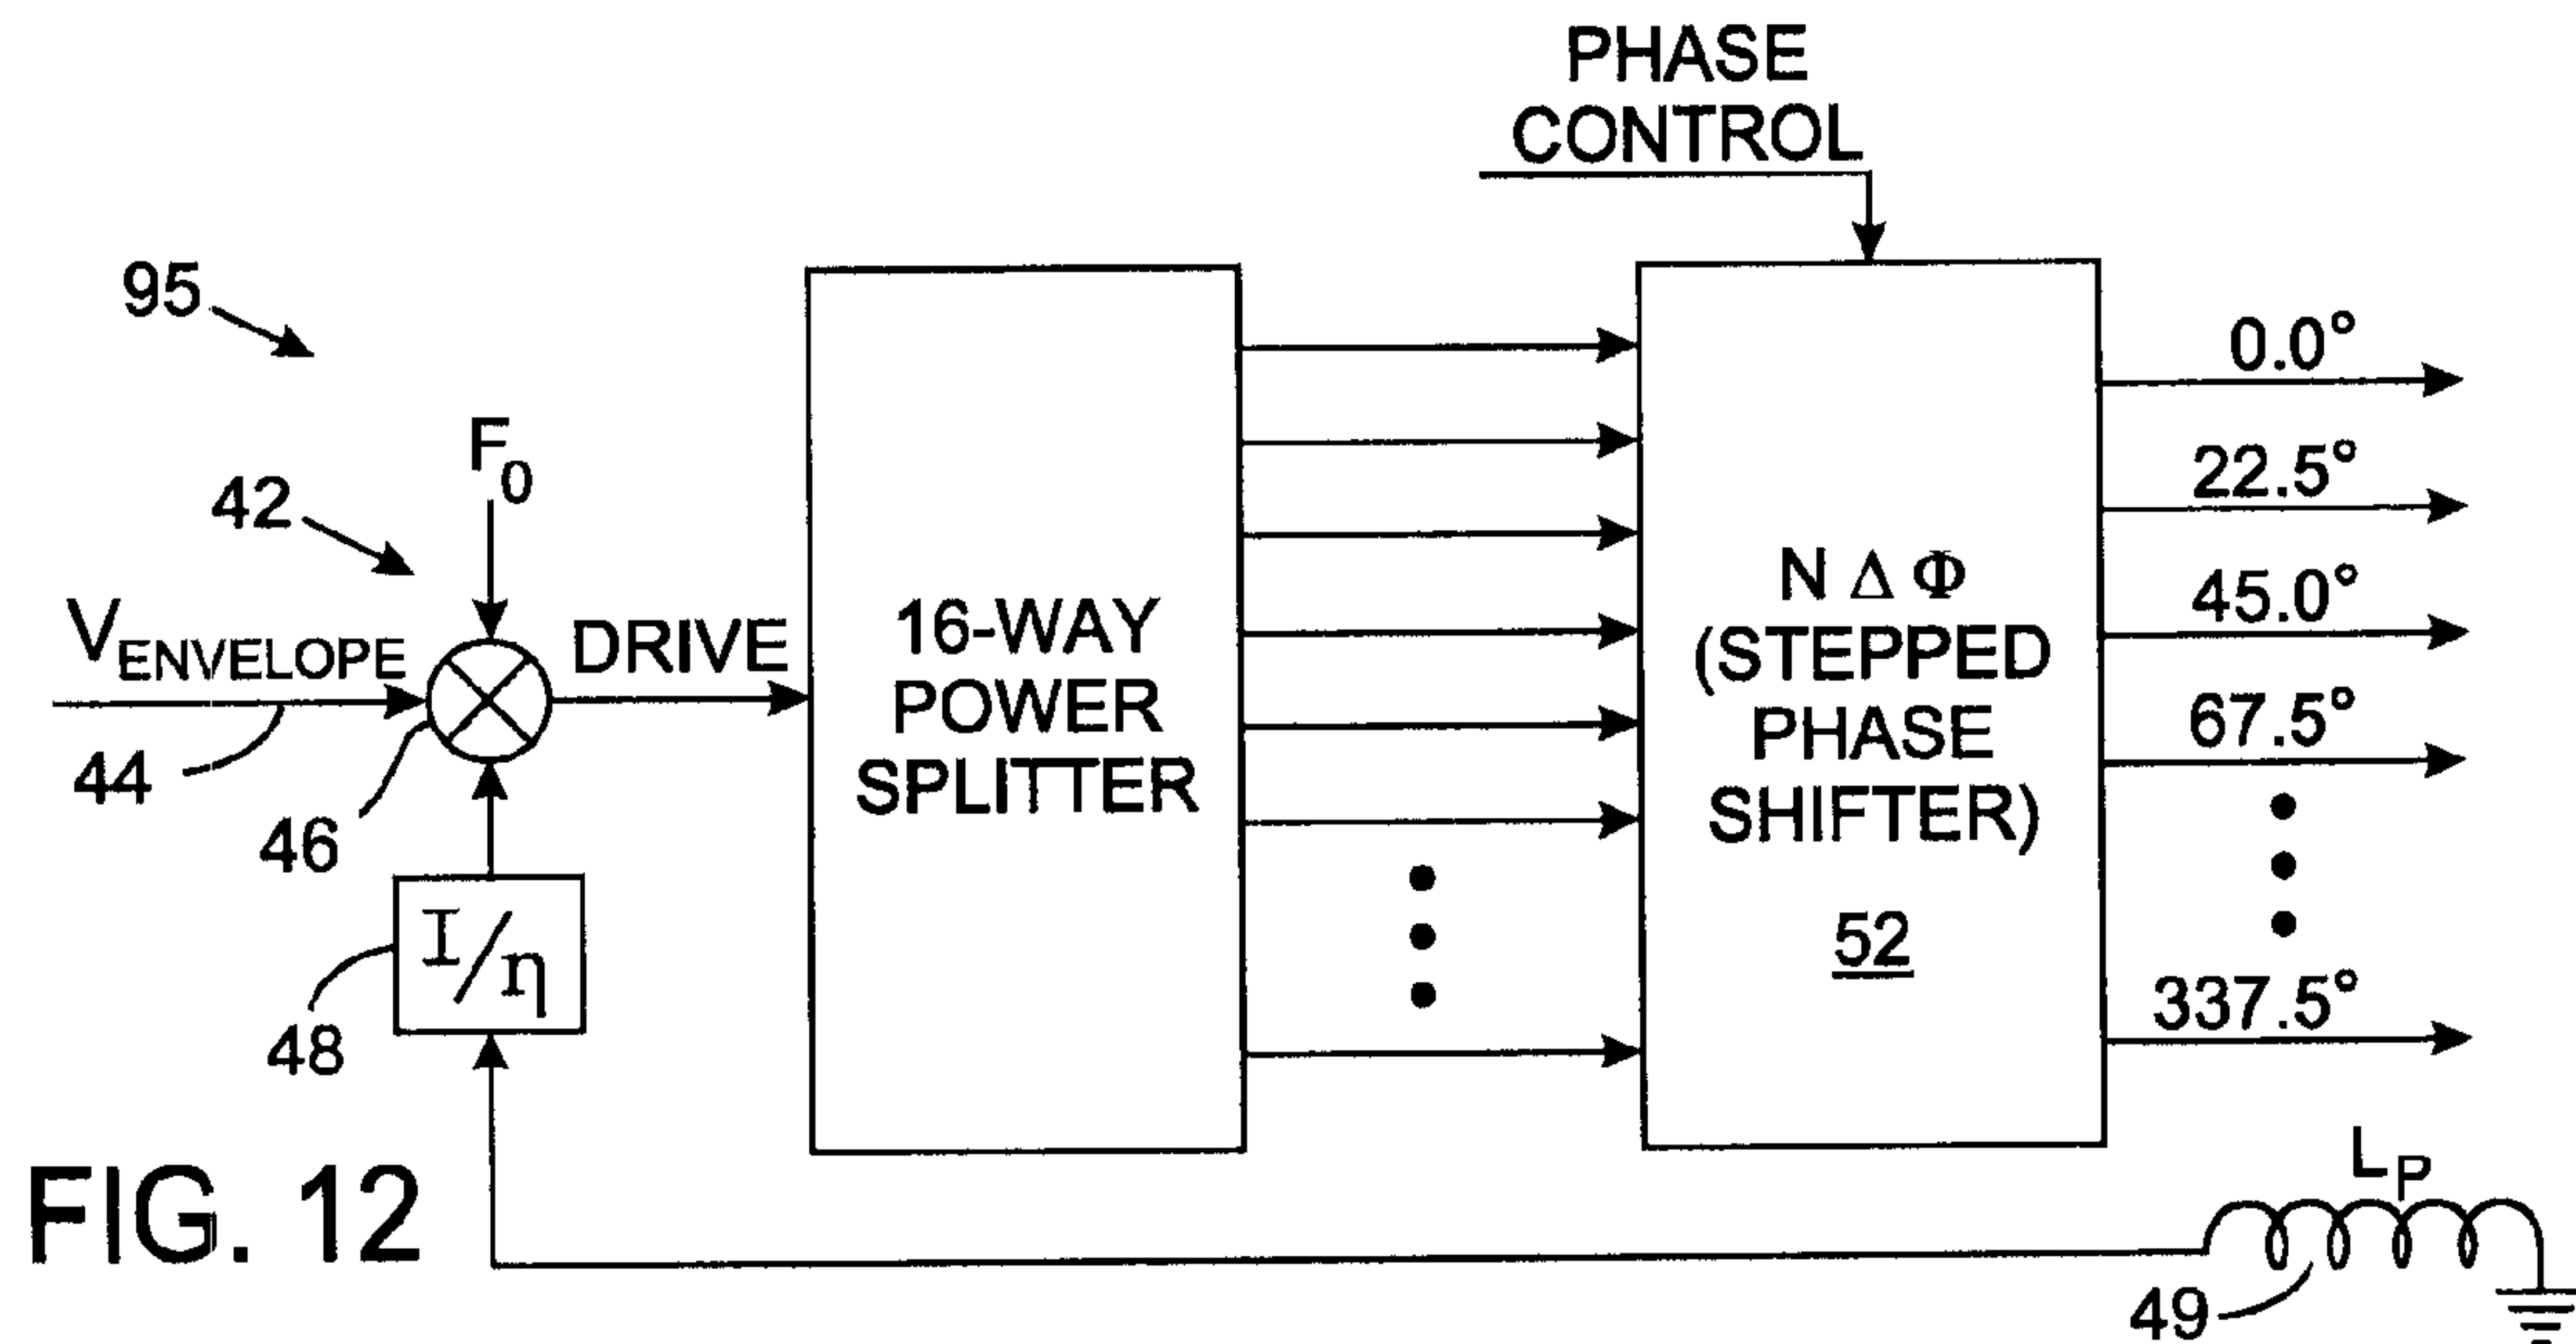 PHASE
CONTROL
95
F0
42
VENVELOPE
DRIVE
44
46
I/η
48
16-WAY
POWER
SPLITTER
N Δ Φ
(STEPPED
PHASE
SHIFTER)
52
0.0°
22.5°
45.0°
67.5°
337.5°
LP
49
FIG. 12